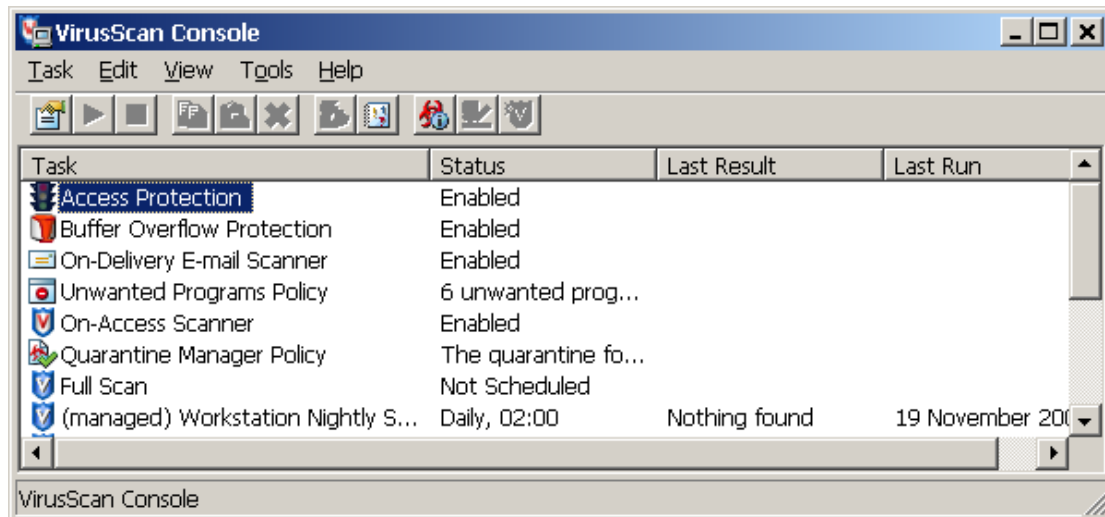 VirusScan Console
Task Edit View Tools Help
Task Status Last Result Last Run
Access Protection Enabled
Buffer Overflow Protection Enabled
On-Delivery E-mail Scanner Enabled
Unwanted Programs Policy 6 unwanted prog...
On-Access Scanner Enabled
Quarantine Manager Policy The quarantine fo...
Full Scan Not Scheduled
(managed) Workstation Nightly S... Daily, 02:00 Nothing found 19 November 200
VirusScan Console